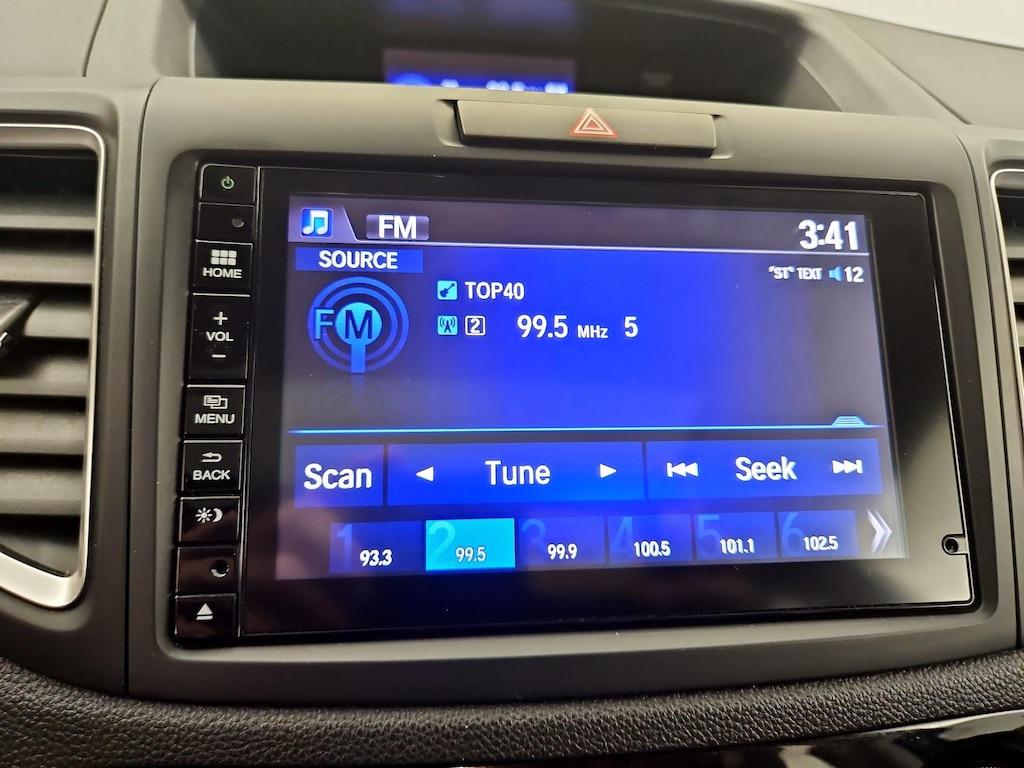 FM
3:41
SOURCE
"ST" TEXT 12
TOP40
FM
2 99.5 MHz 5
Scan Tune Seek
1 93.3
2 99.5
3 99.9
4 100.5
5 101.1
6 102.5
HOME
+
VOL
-
MENU
BACK